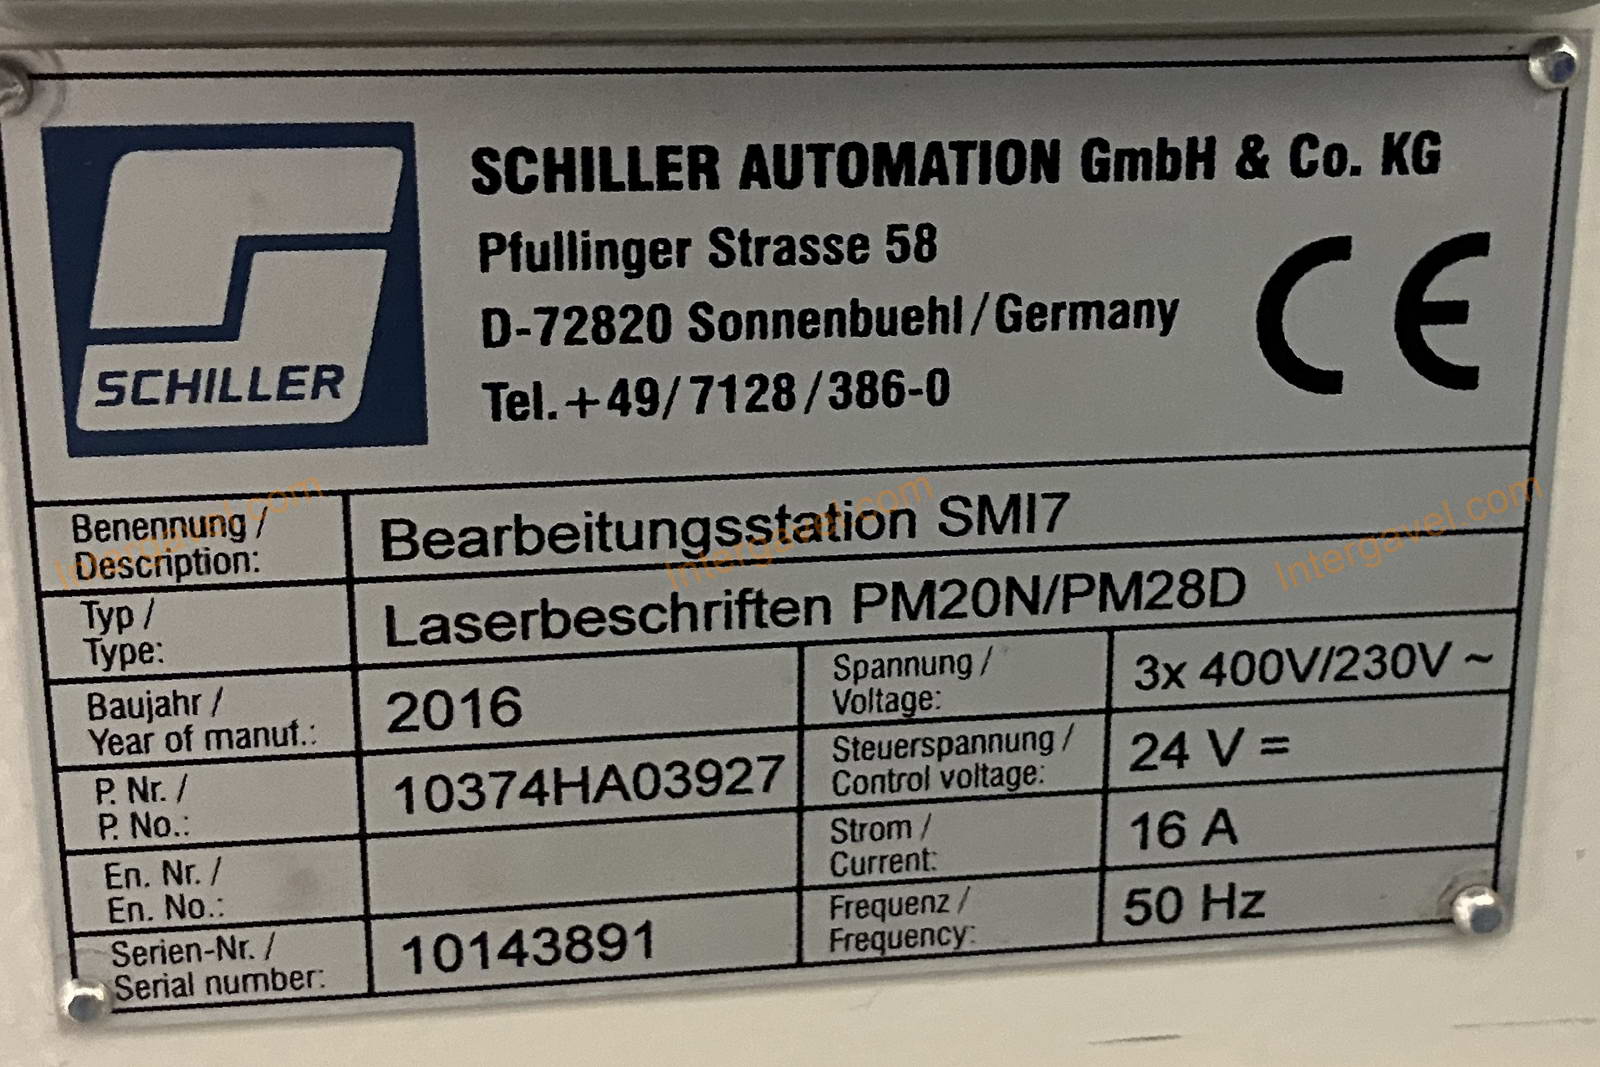 SCHILLER
SCHILLER AUTOMATION GmbH & Co. KG
Pfullinger Strasse 58
D-72820 Sonnenbuehl/Germany
Tel.+49/7128/386-0
CE
Benennung /
Description:
Bearbeitungsstation SMI7
Typ /
Type:
Laserbeschriften PM20N/PM28D
Baujahr /
Year of manuf.:
2016
Spannung /
Voltage:
3x 400V/230V ~
P. Nr. /
P. No.:
10374HA03927
Steuerspannung /
Control voltage:
24 V =
En. Nr. /
En. No.:
Strom /
Current:
16 A
Serien-Nr. /
Serial number:
10143891
Frequenz /
Frequency:
50 Hz
Intergavel.com
Intergavel.com
Intergavel.com